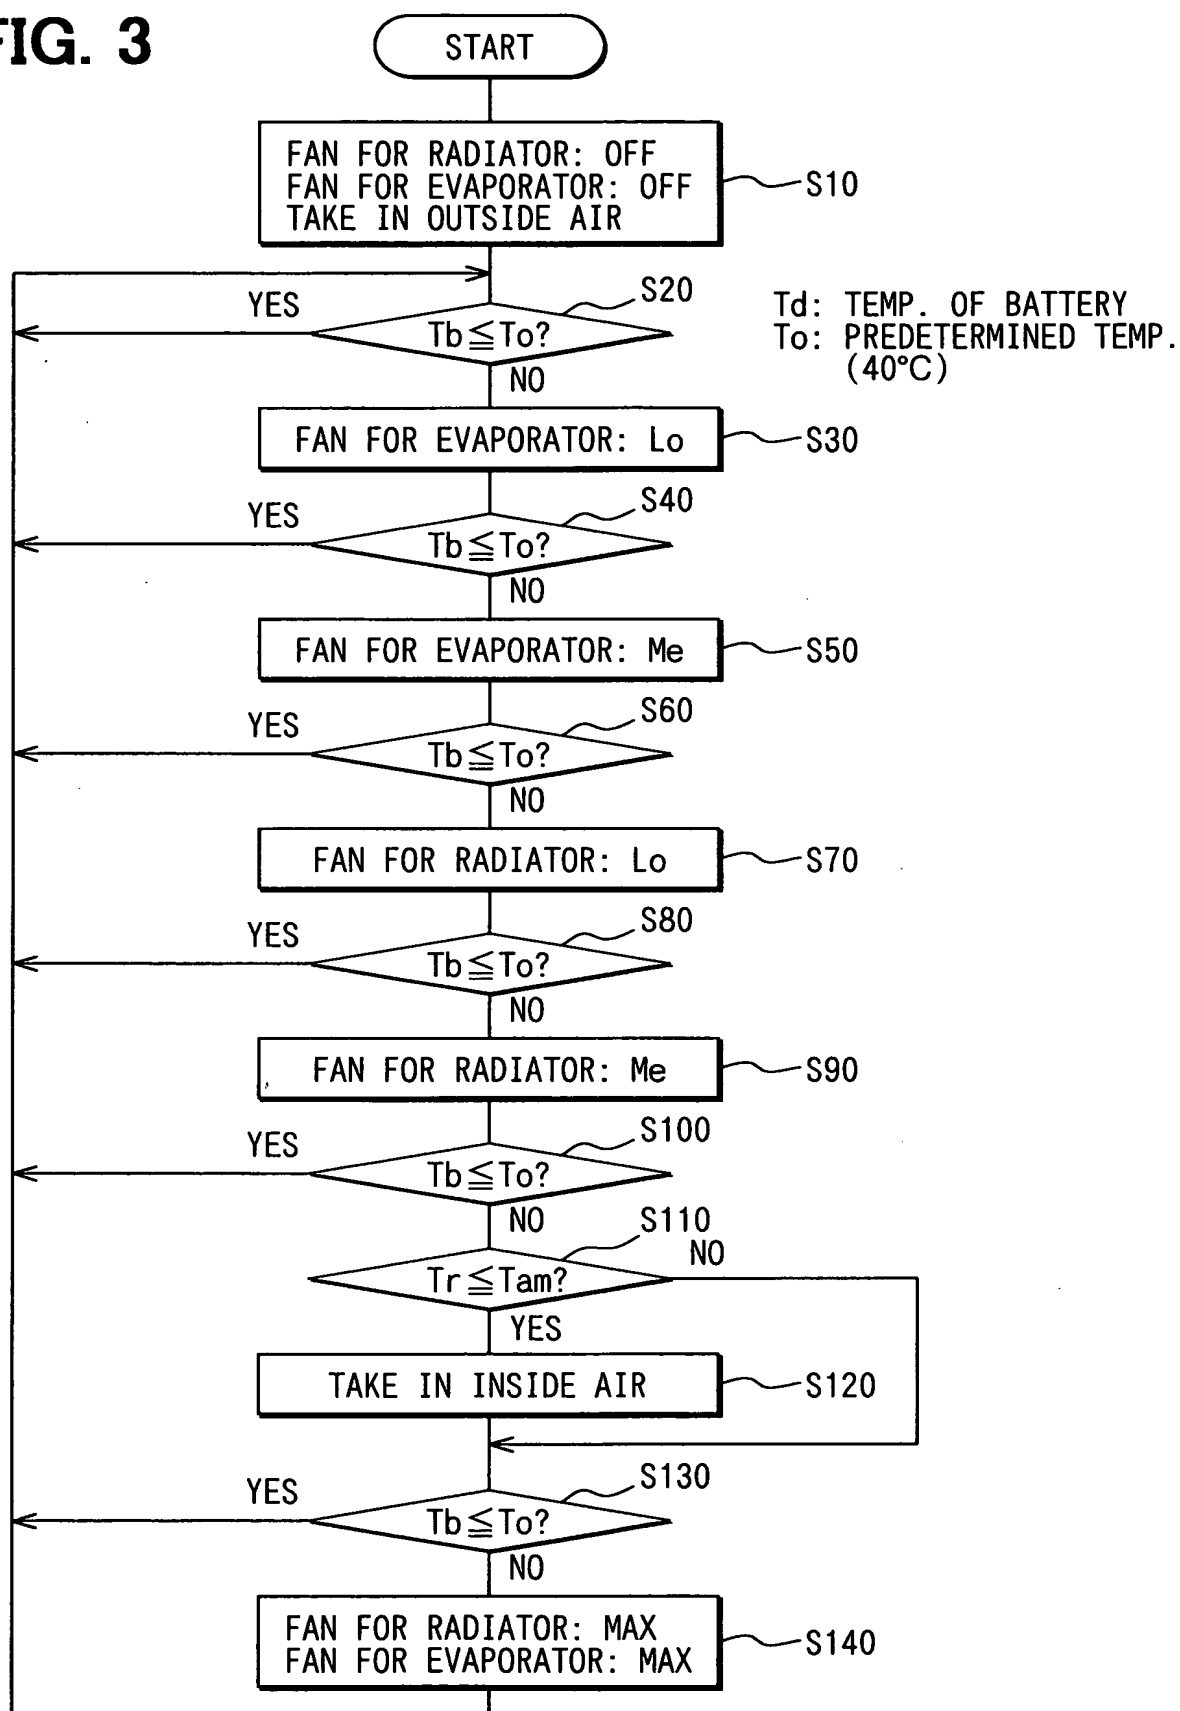 FIG. 3
START
FAN FOR RADIATOR: OFF
FAN FOR EVAPORATOR: OFF
TAKE IN OUTSIDE AIR
S10
YES
S20
Tb≦To?
NO
Td: TEMP. OF BATTERY
To: PREDETERMINED TEMP.
(40°C)
FAN FOR EVAPORATOR: Lo
S30
YES
S40
Tb≦To?
NO
FAN FOR EVAPORATOR: Me
S50
YES
S60
Tb≦To?
NO
FAN FOR RADIATOR: Lo
S70
YES
S80
Tb≦To?
NO
FAN FOR RADIATOR: Me
S90
YES
S100
Tb≦To?
NO
S110
NO
Tr≦Tam?
YES
TAKE IN INSIDE AIR
S120
YES
S130
Tb≦To?
NO
FAN FOR RADIATOR: MAX
FAN FOR EVAPORATOR: MAX
S140